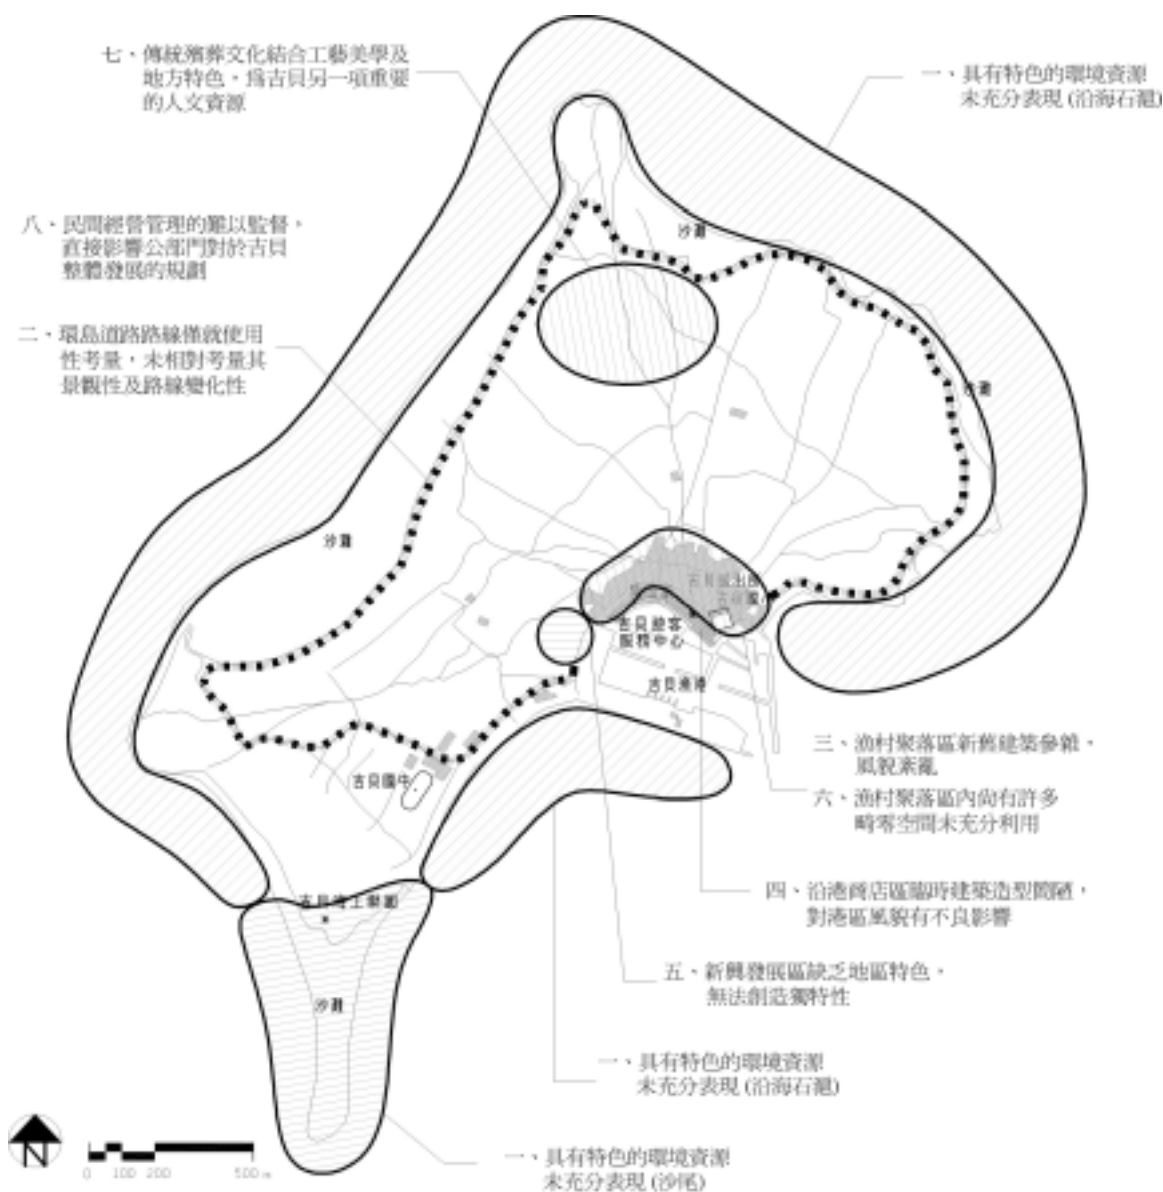 七、傳統殯葬文化結合工藝美學及
地方特色，爲吉貝另一項重要
的人文資源
一、具有特色的環境資源
未充分表現(沿海石滬)
八、民間經營管理的難以監督，
直接影響公部門對於吉貝
整體發展的規劃
二、環島道路路線僅就使用
性考量，未相對考量其
景觀性及路線變化性
沙灘
沙灘
沙灘
吉貝遊客
服務中心
吉貝漁港
吉貝國中
三、漁村聚落區新舊建築參雜，
風貌紊亂
六、漁村聚落區內尚有許多
畸零空間未充分利用
吉貝海上樂園
四、沿港商店區臨時建築造型簡陋，
對港區風貌有不良影響
五、新興發展區缺乏地區特色，
無法創造獨特性
沙灘
一、具有特色的環境資源
未充分表現(沿海石滬)
一、具有特色的環境資源
未充分表現(沙尾)
N
0 100 200 500 m